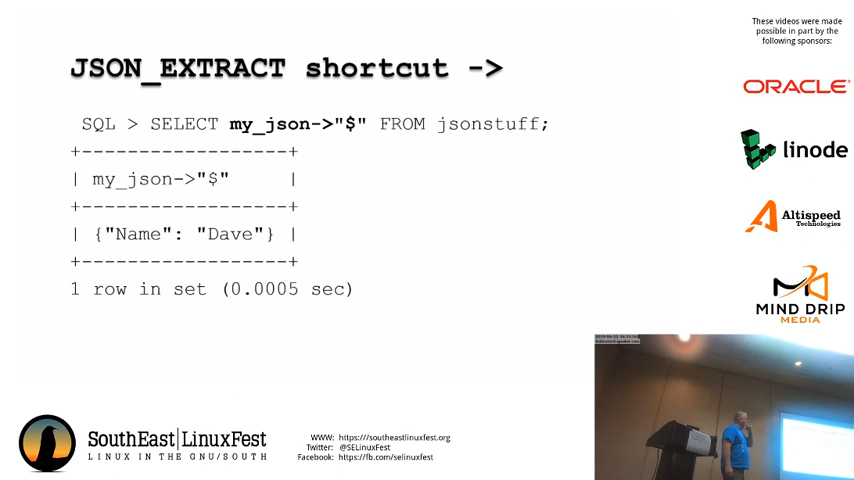 JSON_EXTRACT shortcut ->
SQL > SELECT my_json->"$" FROM jsonstuff;
+------------------+
| my_json->"$"     |
+------------------+
| {"Name": "Dave"} |
+------------------+
1 row in set (0.0005 sec)
These videos were made
possible in part by the
following sponsors:
ORACLE
linode
Altispeed
Technologies
MIND DRIP
MEDIA
SouthEast|LinuxFest
LINUX IN THE GNU/SOUTH
WWW: https:///southeastlinuxfest.org
Twitter: @SELinuxFest
Facebook: https://fb.com/selinuxfest